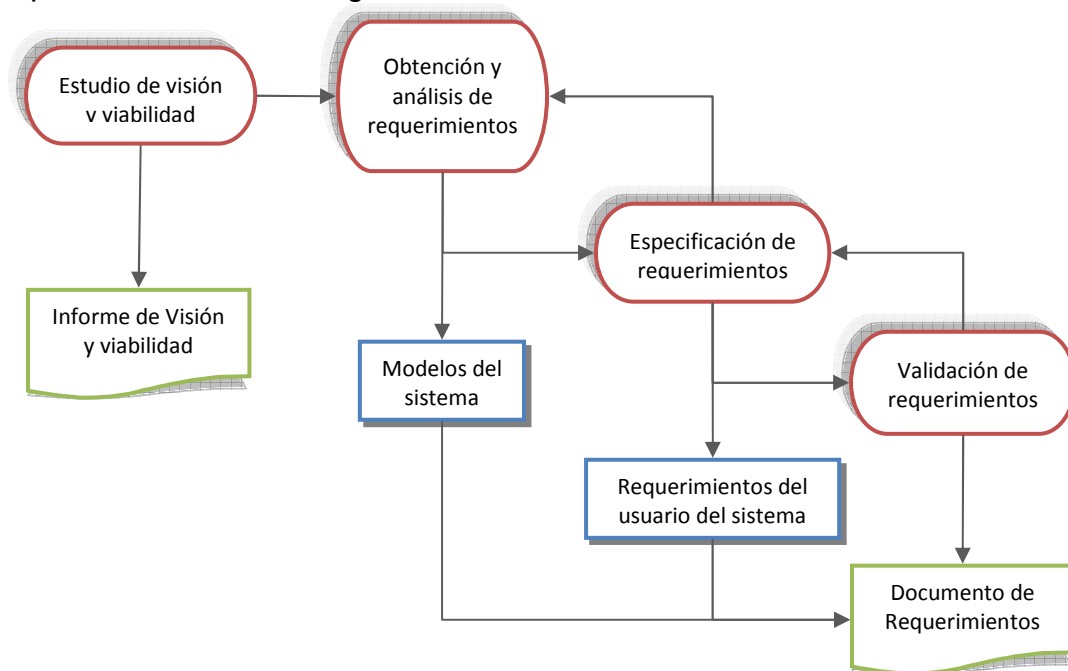 Estudio de visión
y viabilidad
Obtención y
análisis de
requerimientos
Especificación de
requerimientos
Informe de Visión
y viabilidad
Modelos del
sistema
Validación de
requerimientos
Requerimientos del
usuario del sistema
Documento de
Requerimientos